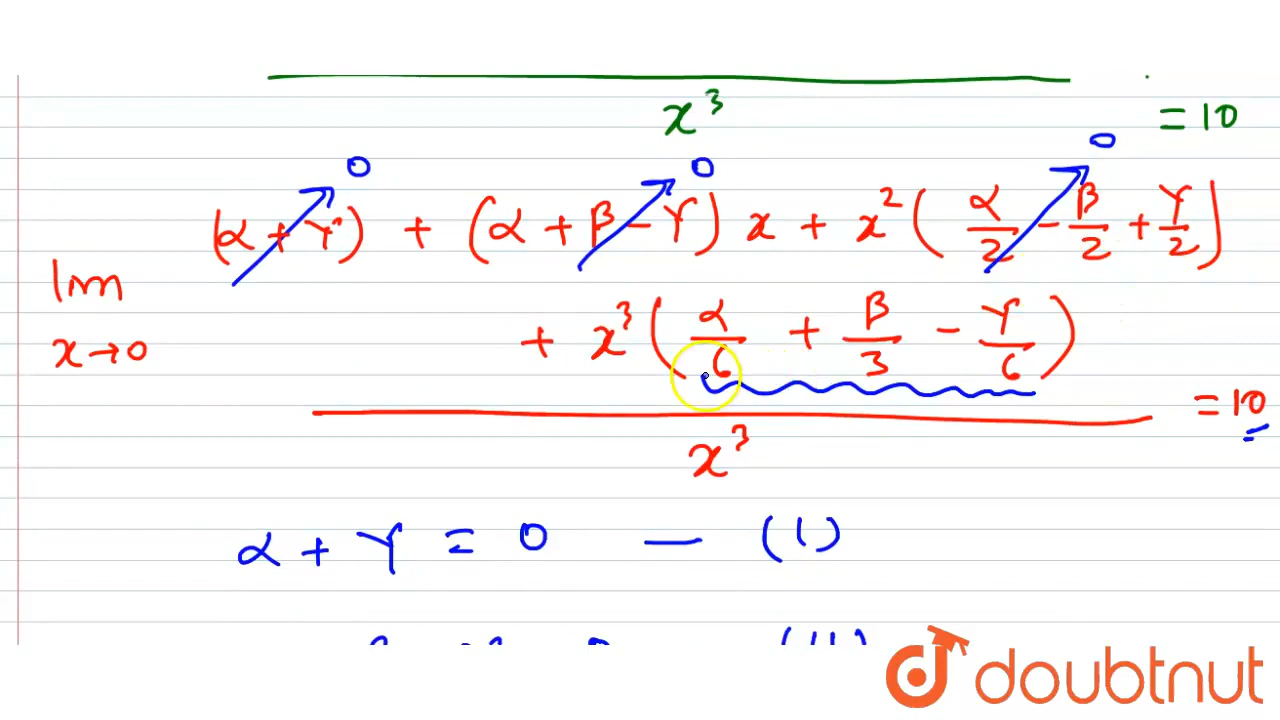 x³ = 10
0 0 0
lim x→0 (α + γ) + (α + β − γ) x + x² ( α/2 − β/2 + γ/2 )
+ x³ ( α/6 + β/3 − γ/6 )
x³ = 10
α + γ = 0 — (1)
doubtnut